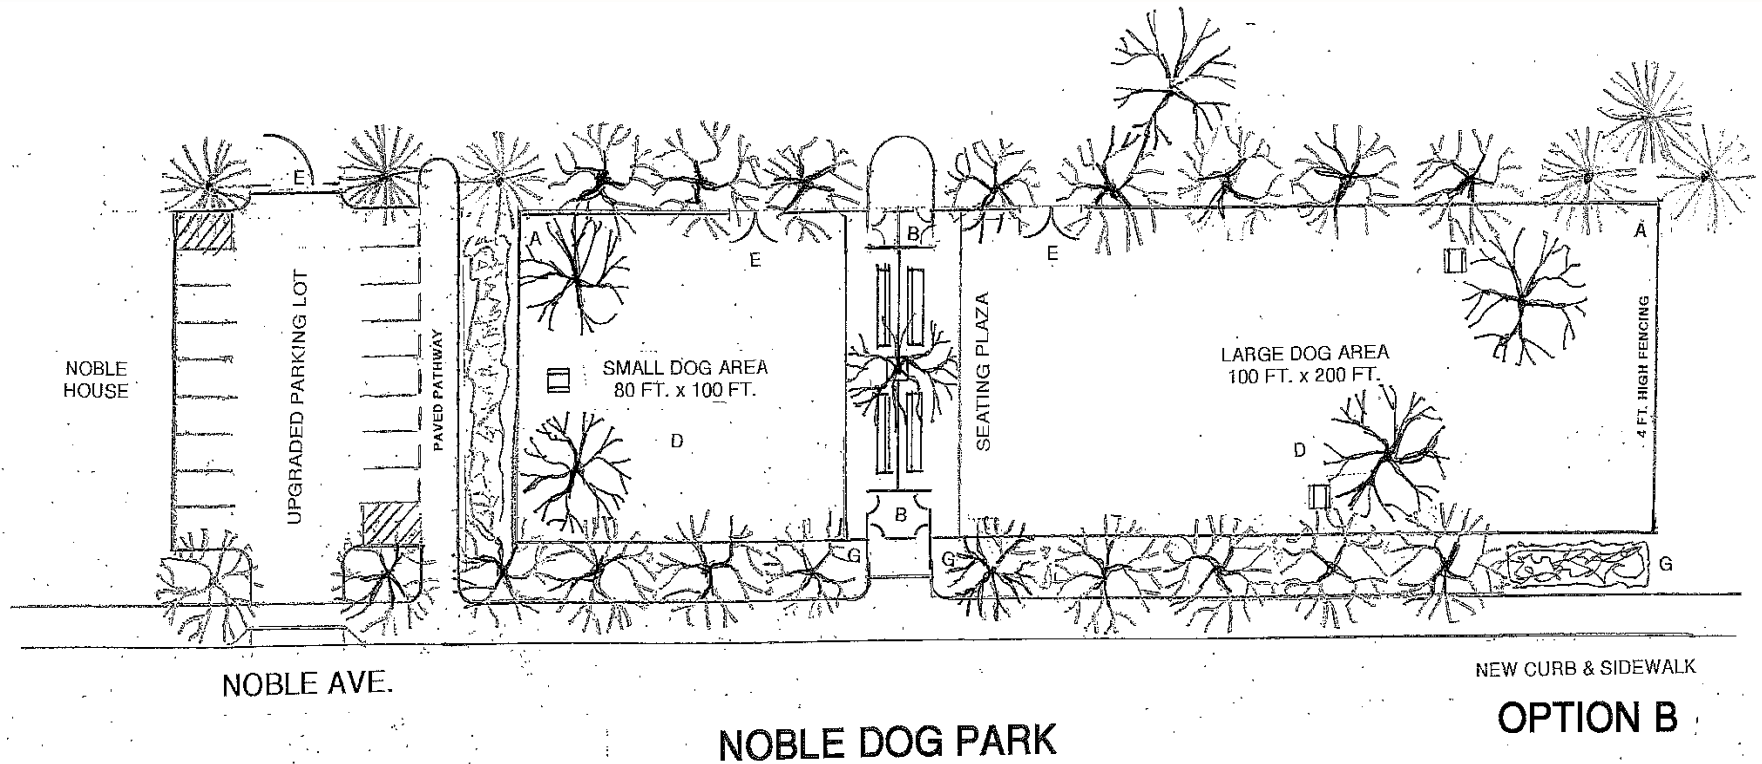 E
B
A
E
E
A
NOBLE
HOUSE
UPGRADED PARKING LOT
PAVED PATHWAY
SMALL DOG AREA
80 FT. x 100 FT.
D
SEATING PLAZA
LARGE DOG AREA
100 FT. x 200 FT.
D
4 FT. HIGH FENCING
B
G
G
G
NOBLE AVE.
NEW CURB & SIDEWALK
OPTION B
NOBLE DOG PARK